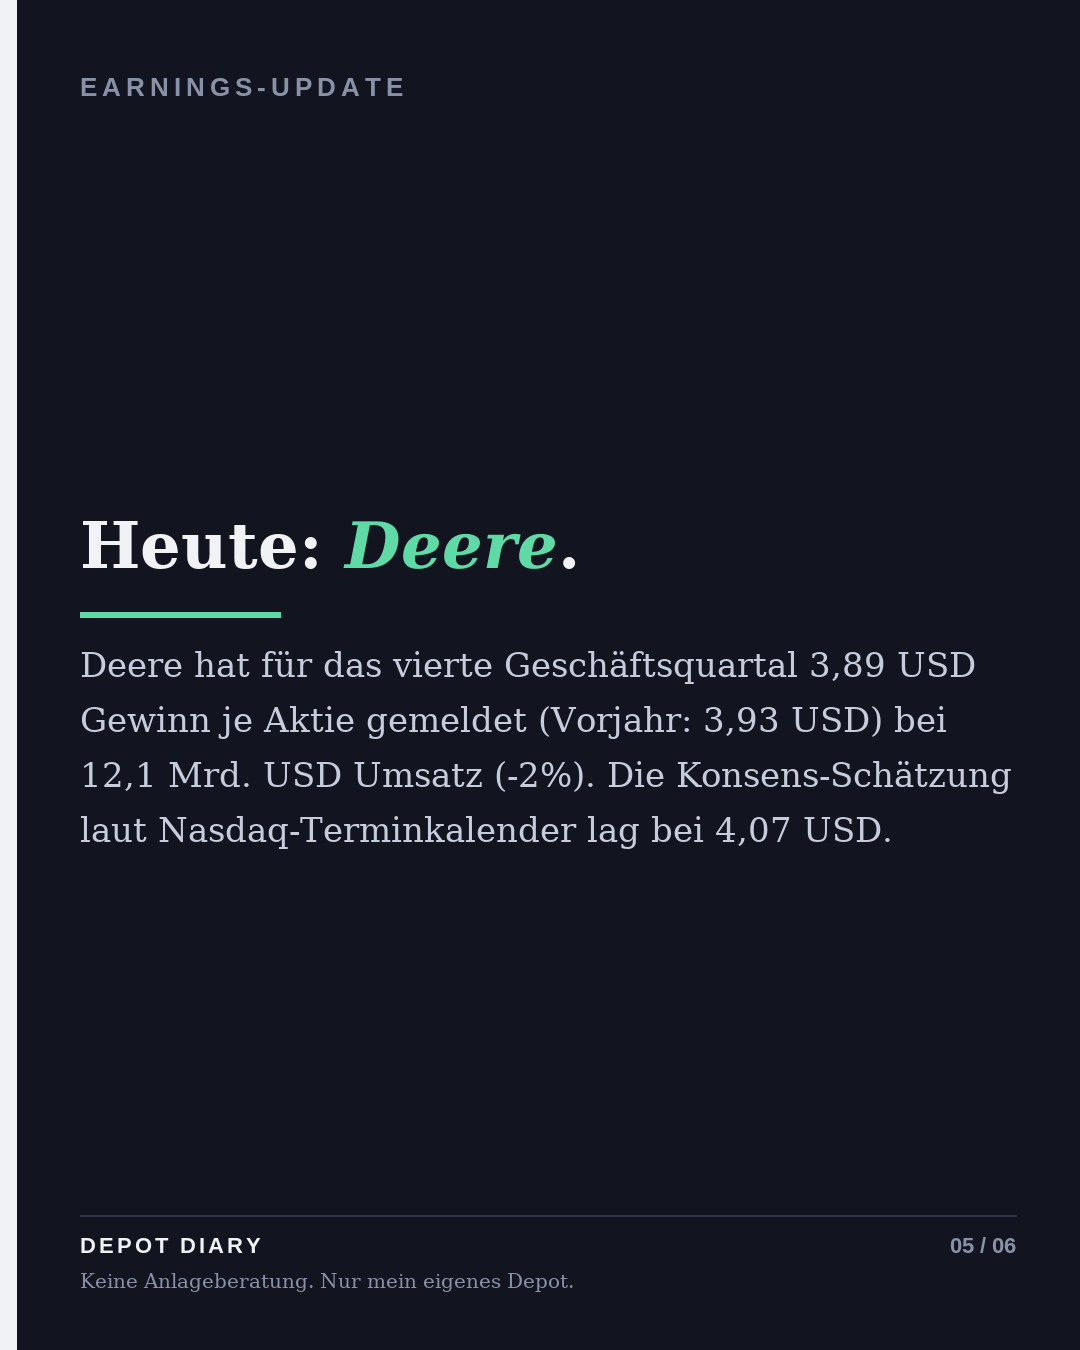 EARNINGS-UPDATE
Heute: Deere.
Deere hat für das vierte Geschäftsquartal 3,89 USD
Gewinn je Aktie gemeldet (Vorjahr: 3,93 USD) bei
12,1 Mrd. USD Umsatz (-2%). Die Konsens-Schätzung
laut Nasdaq-Terminkalender lag bei 4,07 USD.
DEPOT DIARY
05 / 06
Keine Anlageberatung. Nur mein eigenes Depot.